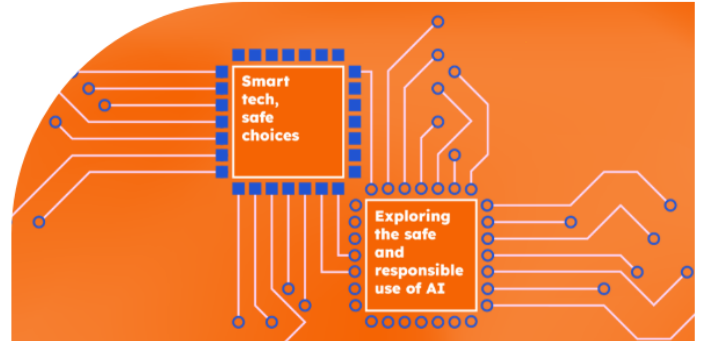 Smart
tech,
safe
choices
Exploring
the safe
and
responsible
use of AI